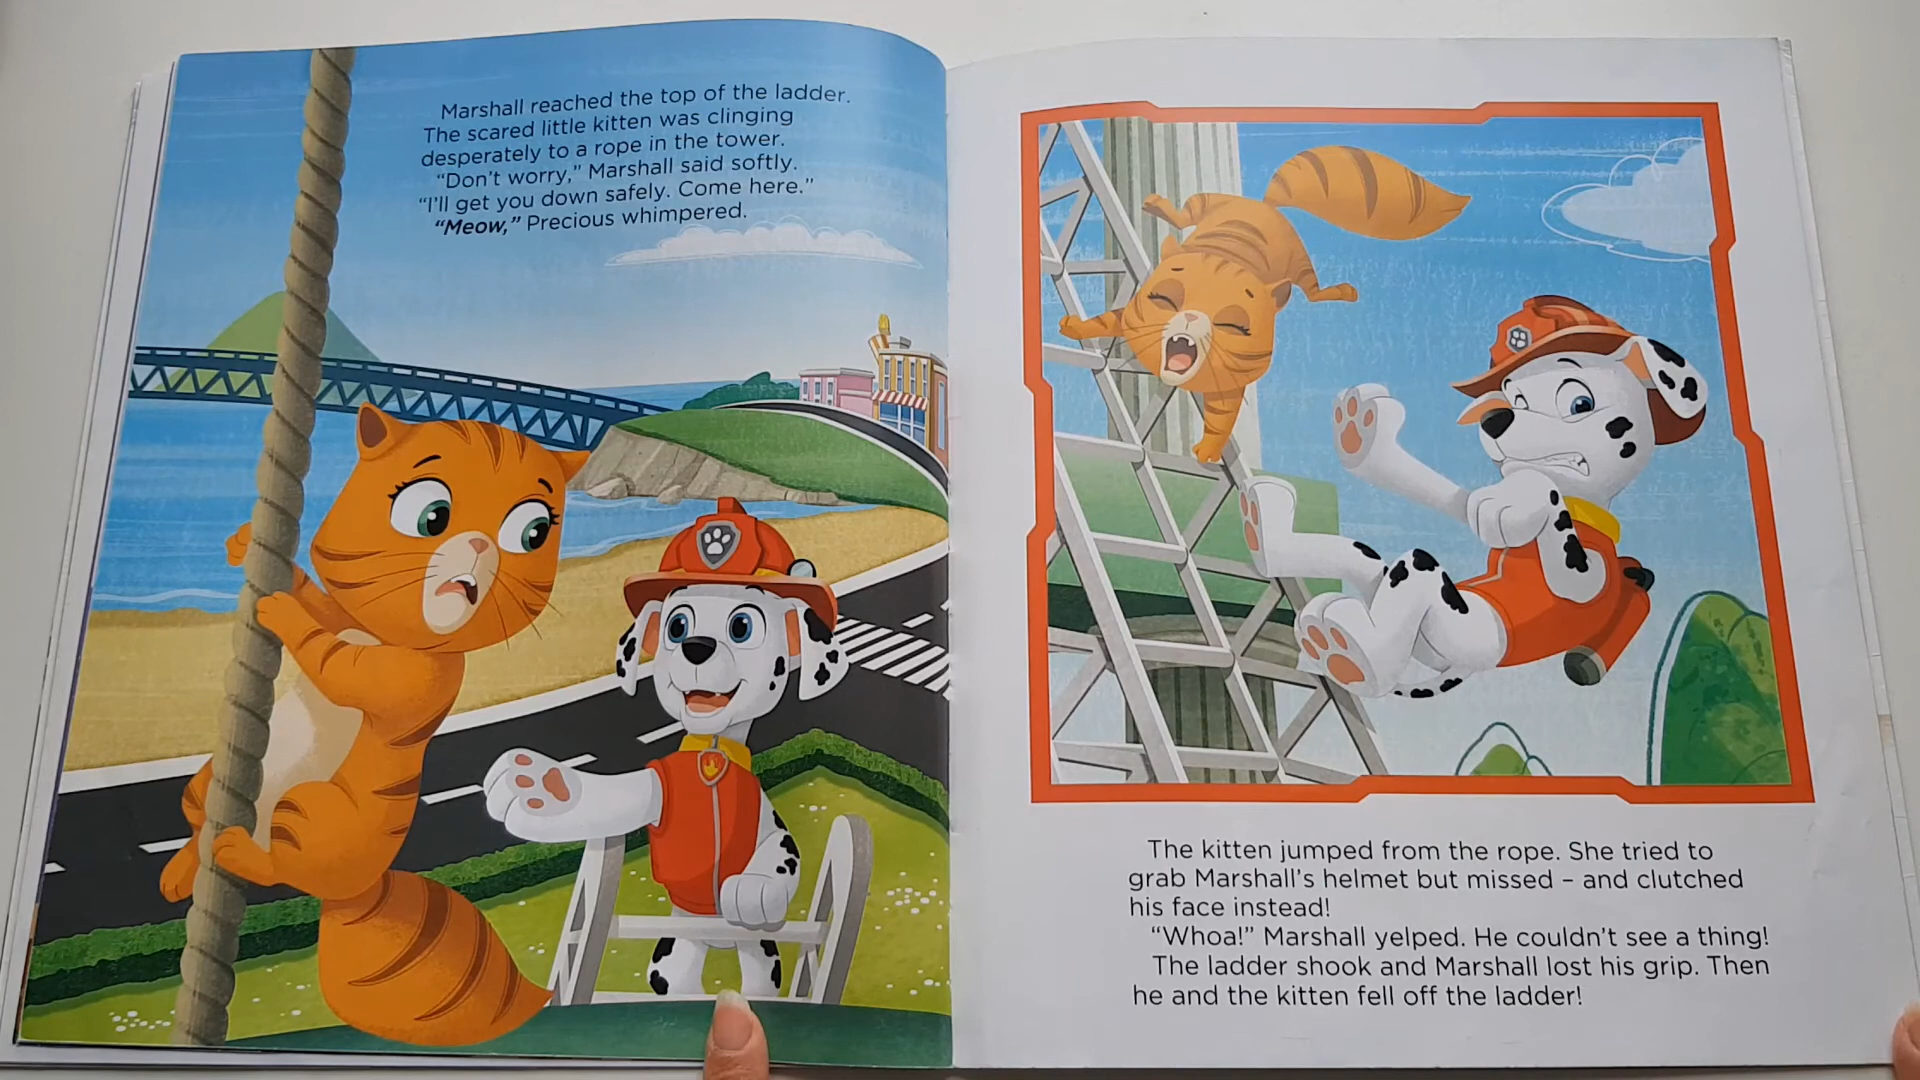 Marshall reached the top of the ladder.
The scared little kitten was clinging
desperately to a rope in the tower.
“Don't worry,” Marshall said softly.
“I'll get you down safely. Come here.”
“Meow,” Precious whimpered.
The kitten jumped from the rope. She tried to
grab Marshall's helmet but missed – and clutched
his face instead!
“Whoa!” Marshall yelped. He couldn't see a thing!
The ladder shook and Marshall lost his grip. Then
he and the kitten fell off the ladder!